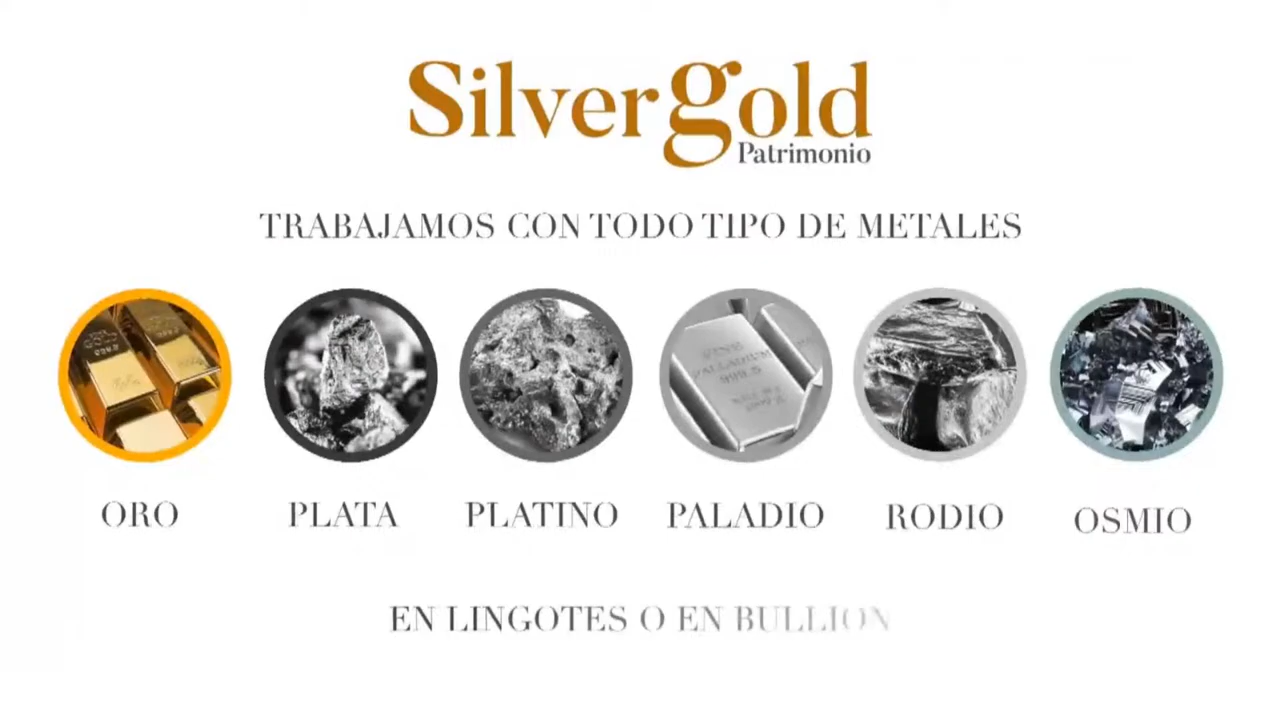 Silvergold
Patrimonio
TRABAJAMOS CON TODO TIPO DE METALES
ORO PLATA PLATINO PALADIO RODIO OSMIO
EN LINGOTES O EN BULLION